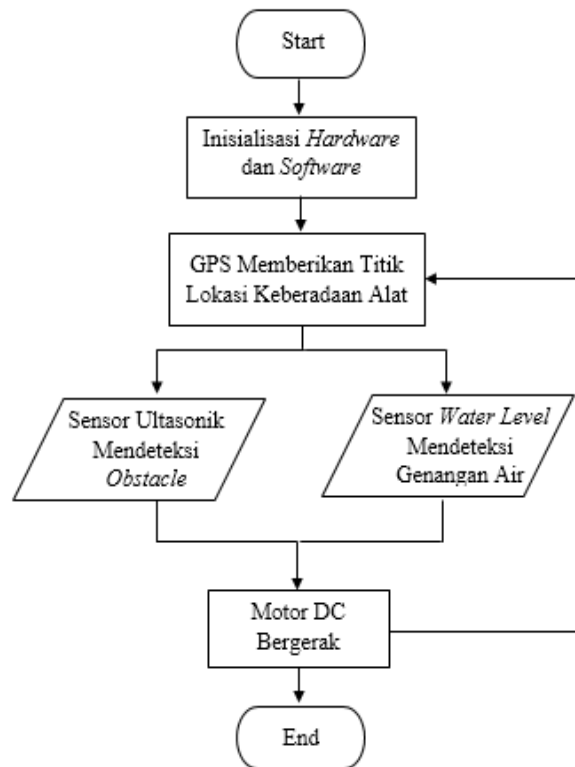 Start
Inisialisasi Hardware
dan Software
GPS Memberikan Titik
Lokasi Keberadaan Alat
Sensor Ultasonik
Mendeteksi
Obstacle
Sensor Water Level
Mendeteksi
Genangan Air
Motor DC
Bergerak
End